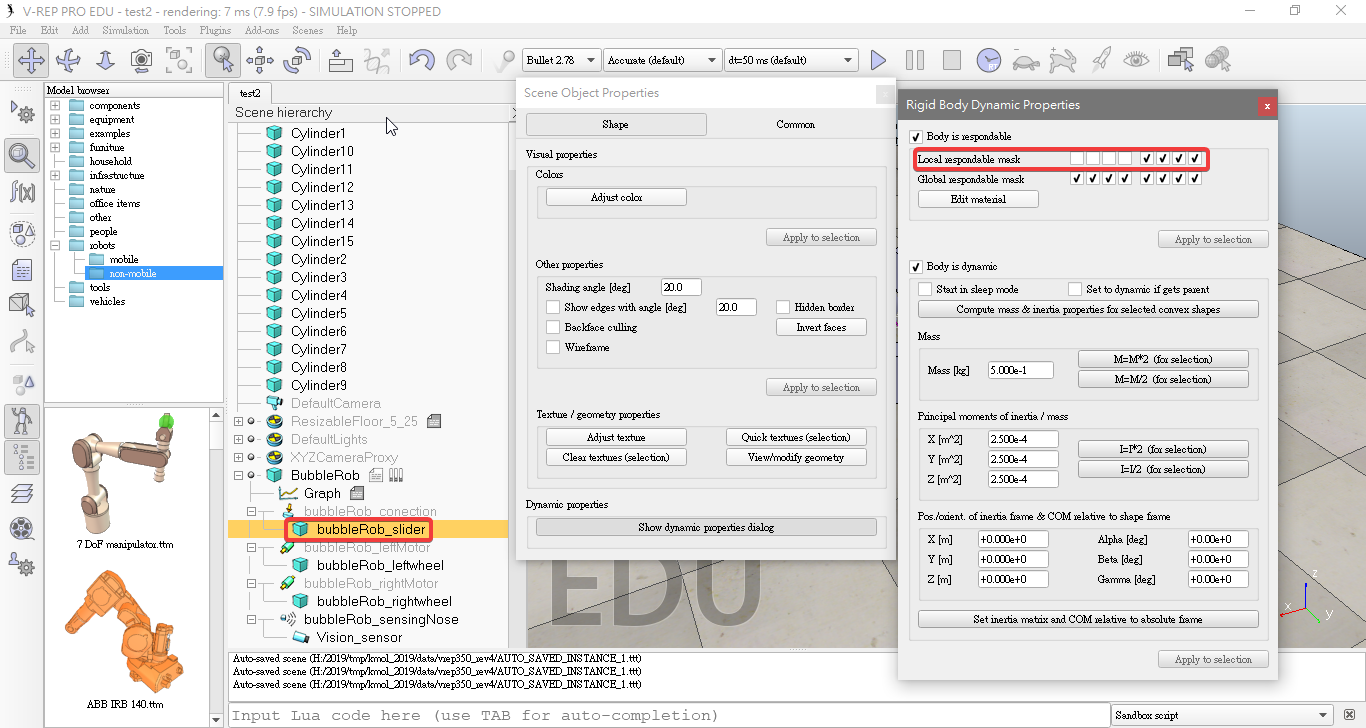 V-REP PRO EDU - test2 - rendering: 7 ms (7.9 fps) - SIMULATION STOPPED
File Edit Add Simulation Tools Plugins Add-ons Scenes Help
Bullet 2.78 Accurate (default) dt=50 ms (default)
Model browser
components
equipment
examples
furniture
household
infrastructure
nature
office items
other
people
robots
mobile
non-mobile
tools
vehicles
7 DoF manipulator.ttm
ABB IRB 140.ttm
test2
Scene hierarchy
Cylinder1
Cylinder10
Cylinder11
Cylinder12
Cylinder13
Cylinder14
Cylinder15
Cylinder2
Cylinder3
Cylinder4
Cylinder5
Cylinder6
Cylinder7
Cylinder8
Cylinder9
DefaultCamera
ResizableFloor_5_25
DefaultLights
XYZCameraProxy
BubbleRob
Graph
bubbleRob_conection
bubbleRob_slider
bubbleRob_leftMotor
bubbleRob_leftwheel
bubbleRob_rightMotor
bubbleRob_rightwheel
bubbleRob_sensingNose
Vision_sensor
Scene Object Properties
x
Shape Common
Visual properties
Colors
Adjust color
Apply to selection
Other properties
Shading angle [deg] 20.0
Show edges with angle [deg] 20.0 Hidden border
Backface culling Invert faces
Wireframe
Apply to selection
Texture / geometry properties
Adjust texture Quick textures (selection)
Clear textures (selection) View/modify geometry
Dynamic properties
Show dynamic properties dialog
EDU
Rigid Body Dynamic Properties
x
Body is respondable
Local respondable mask
Global respondable mask
Edit material
Apply to selection
Body is dynamic
Start in sleep mode Set to dynamic if gets parent
Compute mass & inertia properties for selected convex shapes
Mass
Mass [kg] 5.000e-1 M=M*2 (for selection)
M=M/2 (for selection)
Principal moments of inertia / mass
X [m^2] 2.500e-4 I=I*2 (for selection)
Y [m^2] 2.500e-4 I=I/2 (for selection)
Z [m^2] 2.500e-4
Pos./orient. of inertia frame & COM relative to shape frame
X [m] +0.000e+0 Alpha [deg] +0.00e+0
Y [m] +0.000e+0 Beta [deg] +0.00e+0
Z [m] +0.000e+0 Gamma [deg] +0.00e+0
Set inertia matrix and COM relative to absolute frame
Apply to selection
z
x y
Auto-saved scene (H:/2019/tmp/kmol_2019/data/vrep350_rev4/AUTO_SAVED_INSTANCE_1.ttt)
Auto-saved scene (H:/2019/tmp/kmol_2019/data/vrep350_rev4/AUTO_SAVED_INSTANCE_1.ttt)
Auto-saved scene (H:/2019/tmp/kmol_2019/data/vrep350_rev4/AUTO_SAVED_INSTANCE_1.ttt)
Input Lua code here (use TAB for auto-completion) Sandbox script